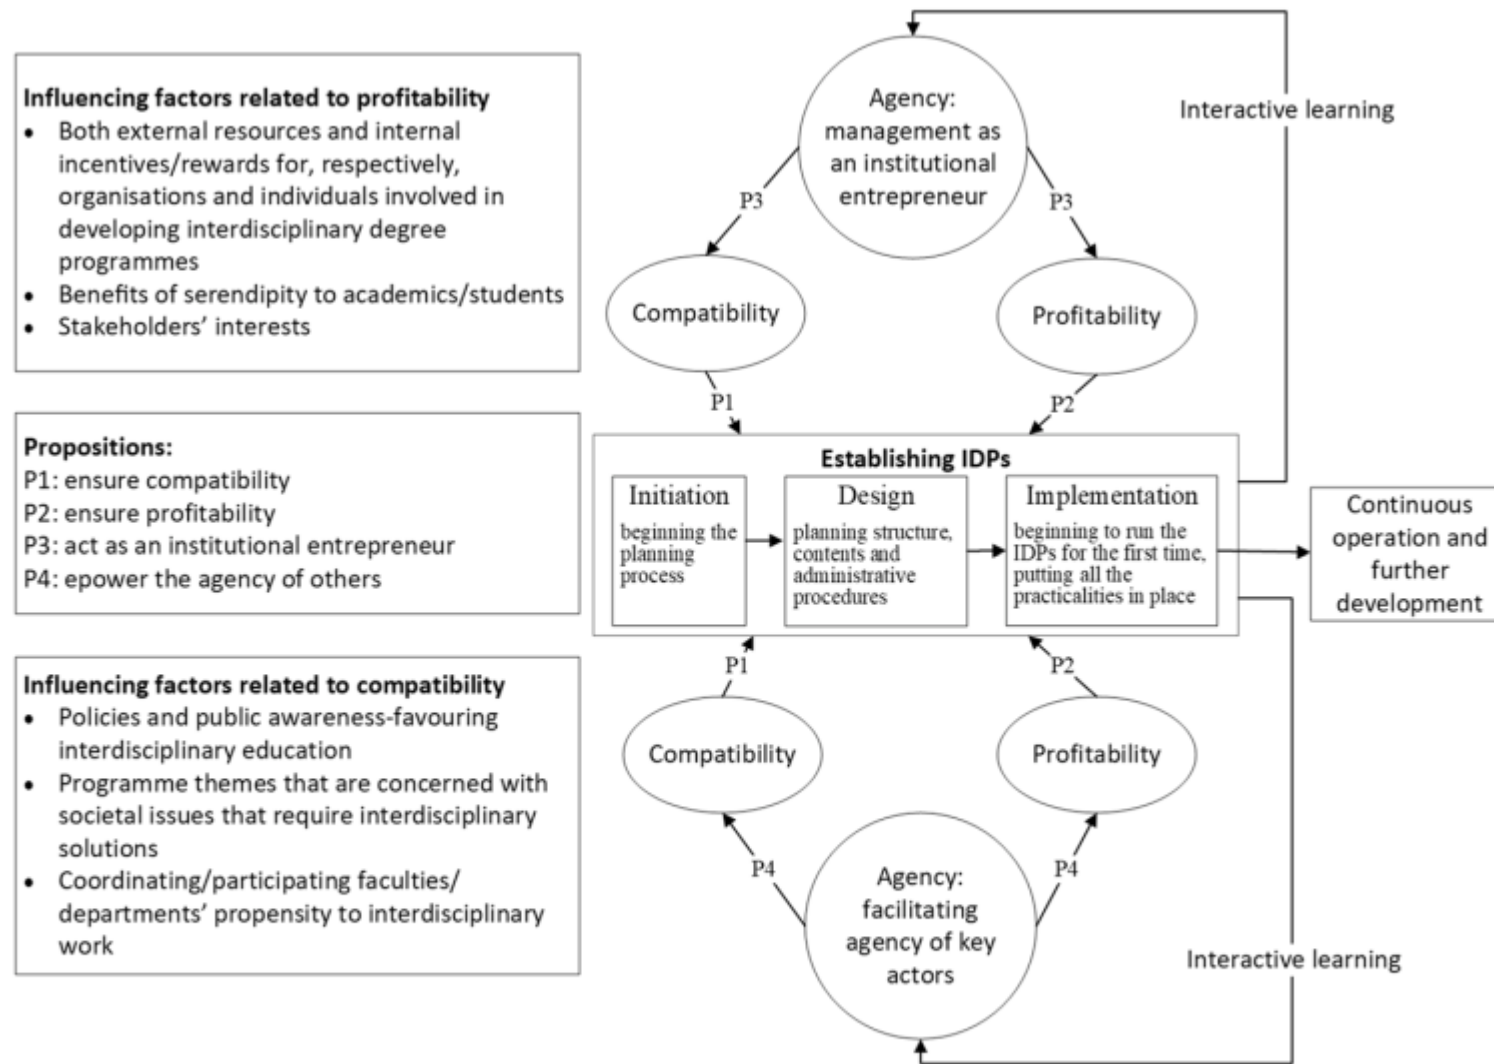 Influencing factors related to profitability
• Both external resources and internal
incentives/rewards for, respectively,
organisations and individuals involved in
developing interdisciplinary degree
programmes
• Benefits of serendipity to academics/students
• Stakeholders' interests
Propositions:
P1: ensure compatibility
P2: ensure profitability
P3: act as an institutional entrepreneur
P4: epower the agency of others
Influencing factors related to compatibility
• Policies and public awareness-favouring
interdisciplinary education
• Programme themes that are concerned with
societal issues that require interdisciplinary
solutions
• Coordinating/participating faculties/
departments' propensity to interdisciplinary
work
Agency:
management as
an institutional
entrepreneur
Interactive learning
P3
P3
Compatibility
Profitability
P1
P2
Establishing IDPs
Initiation
beginning the
planning
process
Design
planning structure,
contents and
administrative
procedures
Implementation
beginning to run the
IDPs for the first time,
putting all the
practicalities in place
Continuous
operation and
further
development
P1
P2
Compatibility
Profitability
P4
P4
Agency:
facilitating
agency of key
actors
Interactive learning